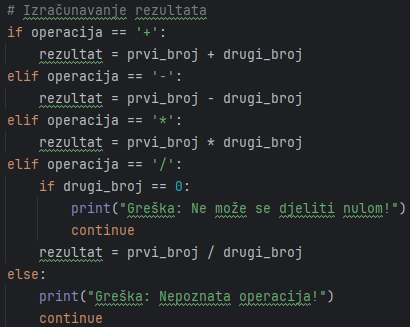 # Izračunavanje rezultata
if operacija == '+':
    rezultat = prvi_broj + drugi_broj
elif operacija == '-':
    rezultat = prvi_broj - drugi_broj
elif operacija == '*':
    rezultat = prvi_broj * drugi_broj
elif operacija == '/':
    if drugi_broj == 0:
        print("Greška: Ne može se djeliti nulom!")
        continue
    rezultat = prvi_broj / drugi_broj
else:
    print("Greška: Nepoznata operacija!")
    continue